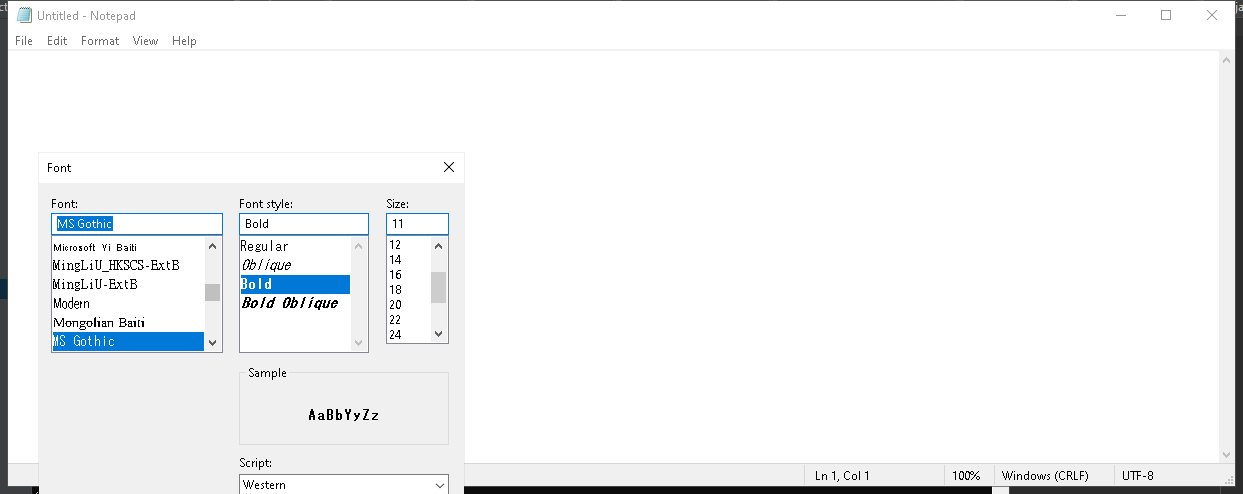 Untitled - Notepad
File Edit Format View Help
Font
Font: Font style: Size:
MS Gothic Bold 11
Microsoft Yi Baiti
MingLiU_HKSCS-ExtB
MingLiU-ExtB
Modern
Mongolian Baiti
MS Gothic
Regular
Oblique
Bold
Bold Oblique
12
14
16
18
20
22
24
Sample
AaBbYyZz
Script:
Western
Ln 1, Col 1 100% Windows (CRLF) UTF-8